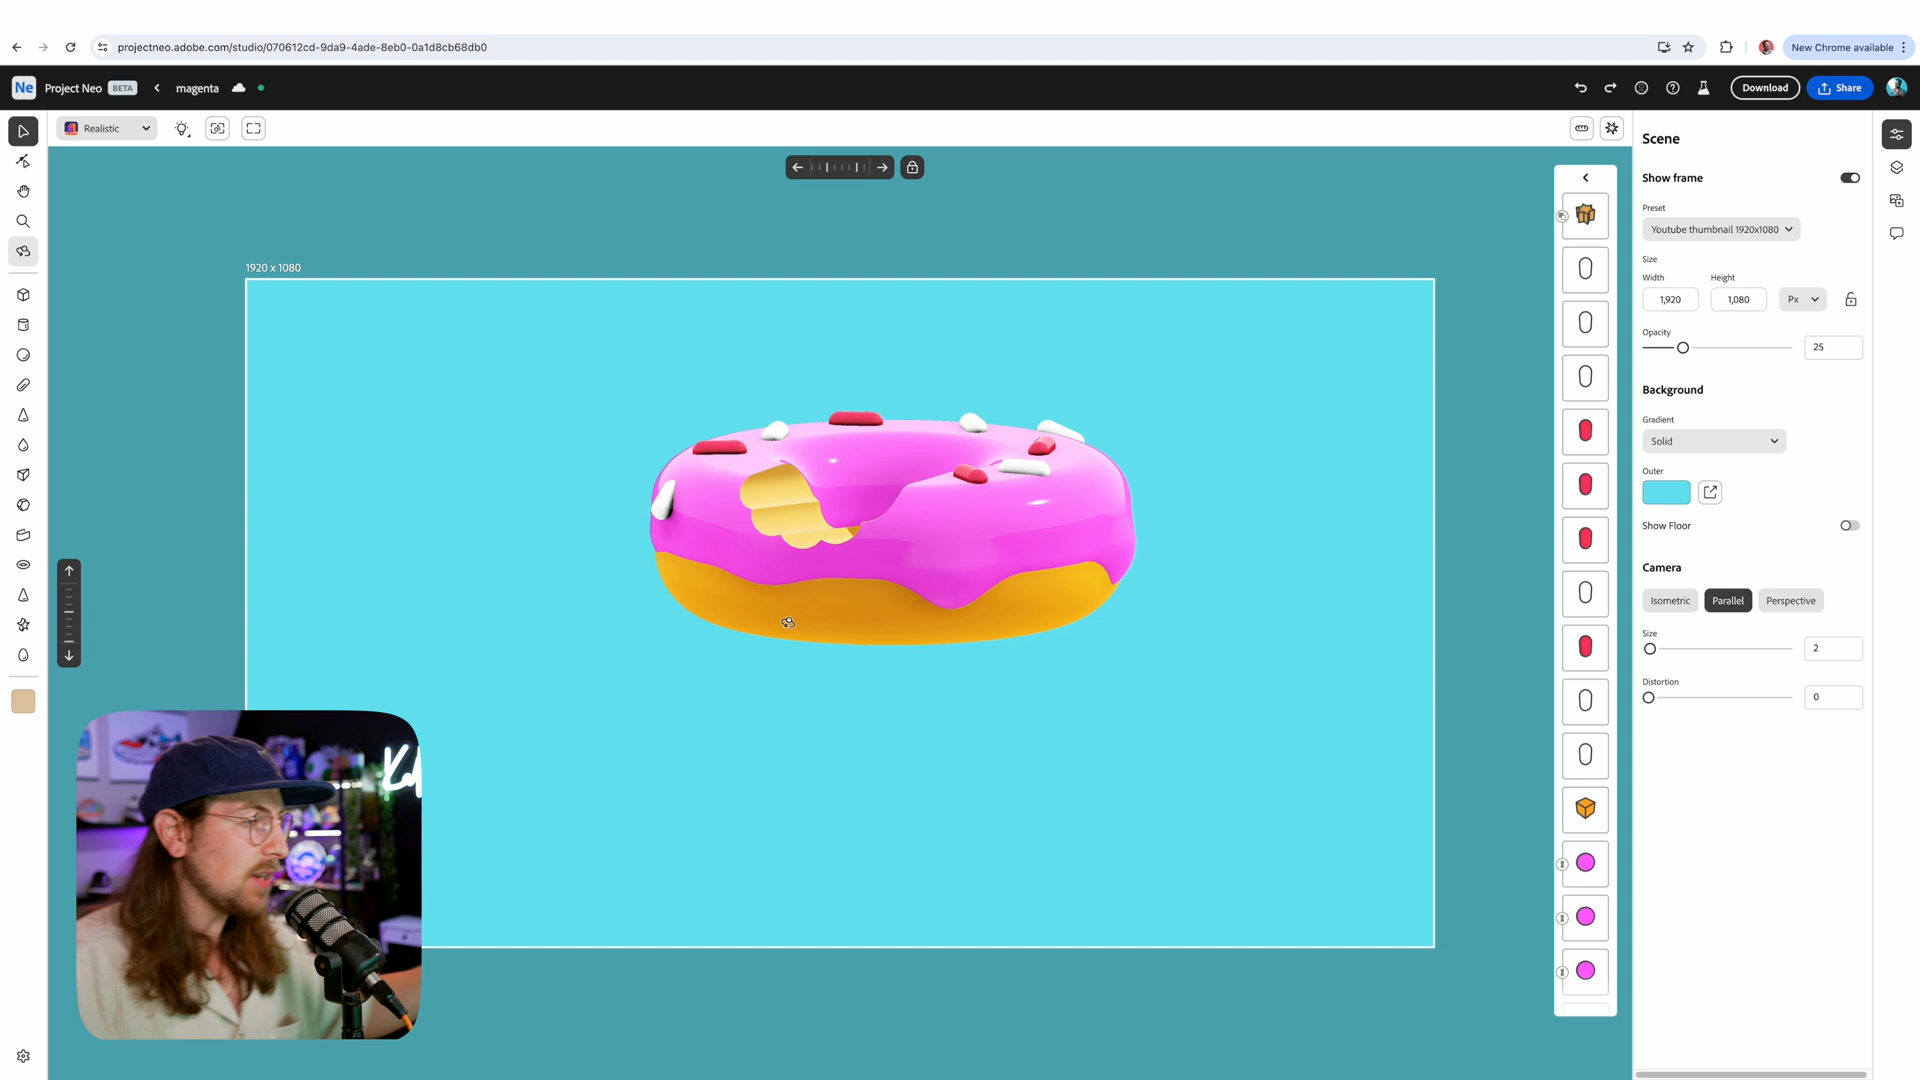 projectneo.adobe.com/studio/070612cd-9da9-4ade-8eb0-0a1d8cb68db0
New Chrome available
Ne
Project Neo
BETA
magenta
Download
Share
Realistic
1920 x 1080
Scene
Show frame
Preset
Youtube thumbnail 1920x1080
Size
Width
Height
1,920
1,080
Px
Opacity
25
Background
Gradient
Solid
Outer
Show Floor
Camera
Isometric
Parallel
Perspective
Size
2
Distortion
0